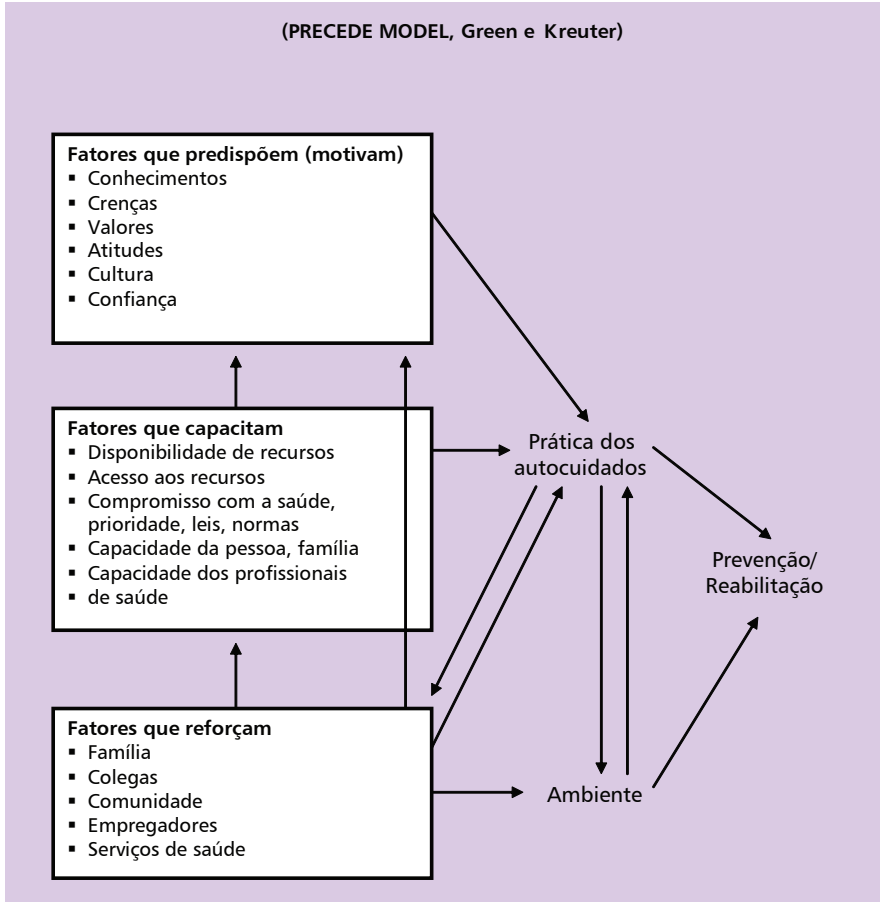 (PRECEDE MODEL, Green e Kreuter)
Fatores que predispõem (motivam)
▪ Conhecimentos
▪ Crenças
▪ Valores
▪ Atitudes
▪ Cultura
▪ Confiança
Fatores que capacitam
▪ Disponibilidade de recursos
▪ Acesso aos recursos
▪ Compromisso com a saúde,
prioridade, leis, normas
▪ Capacidade da pessoa, família
▪ Capacidade dos profissionais
▪ de saúde
Fatores que reforçam
▪ Família
▪ Colegas
▪ Comunidade
▪ Empregadores
▪ Serviços de saúde
Prática dos
autocuidados
Ambiente
Prevenção/
Reabilitação